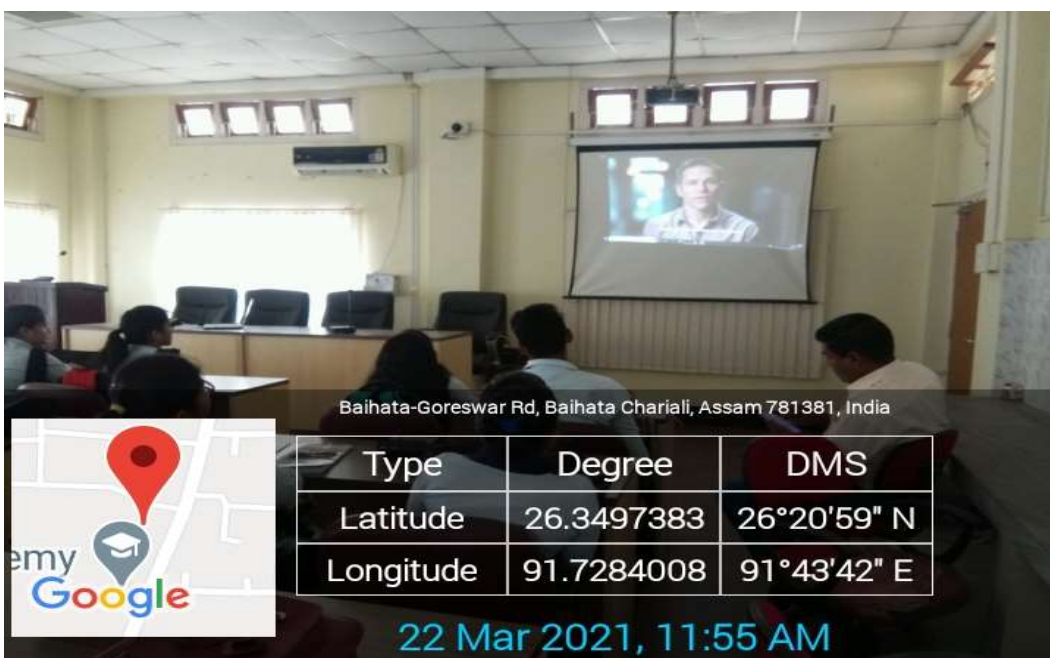 Baihata-Goreswar Rd, Baihata Chariali, Assam 781381, India
Type Degree DMS
Latitude 26.3497383 26°20'59" N
Longitude 91.7284008 91°43'42" E
emy
Google
22 Mar 2021, 11:55 AM